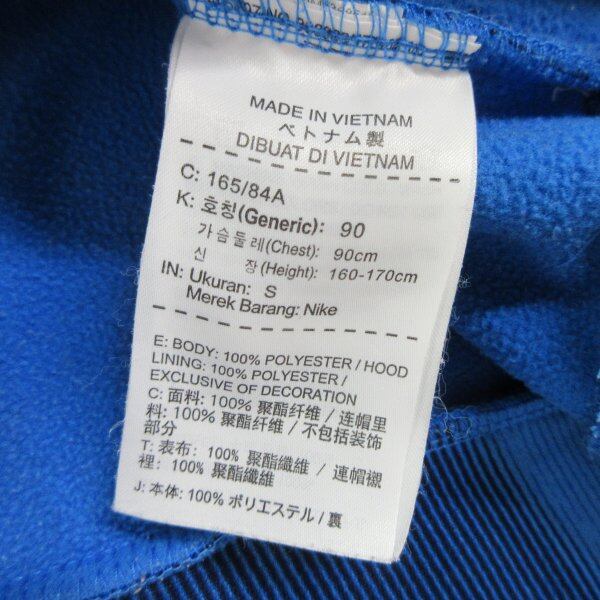 MADE IN VIETNAM
ベトナム製
DIBUAT DI VIETNAM
C: 165/84A
K: 호칭(Generic): 90
가슴둘레(Chest): 90cm
신 장(Height): 160-170cm
IN: Ukuran: S
Merek Barang: Nike
E: BODY: 100% POLYESTER / HOOD
LINING: 100% POLYESTER /
EXCLUSIVE OF DECORATION
C: 面料: 100% 聚酯纤维 / 连帽里
料: 100% 聚酯纤维 / 不包括装饰
部分
T: 表布: 100% 聚酯纖維 / 連帽襯
裡: 100% 聚酯纖維
J: 本体: 100% ポリエステル / 裏